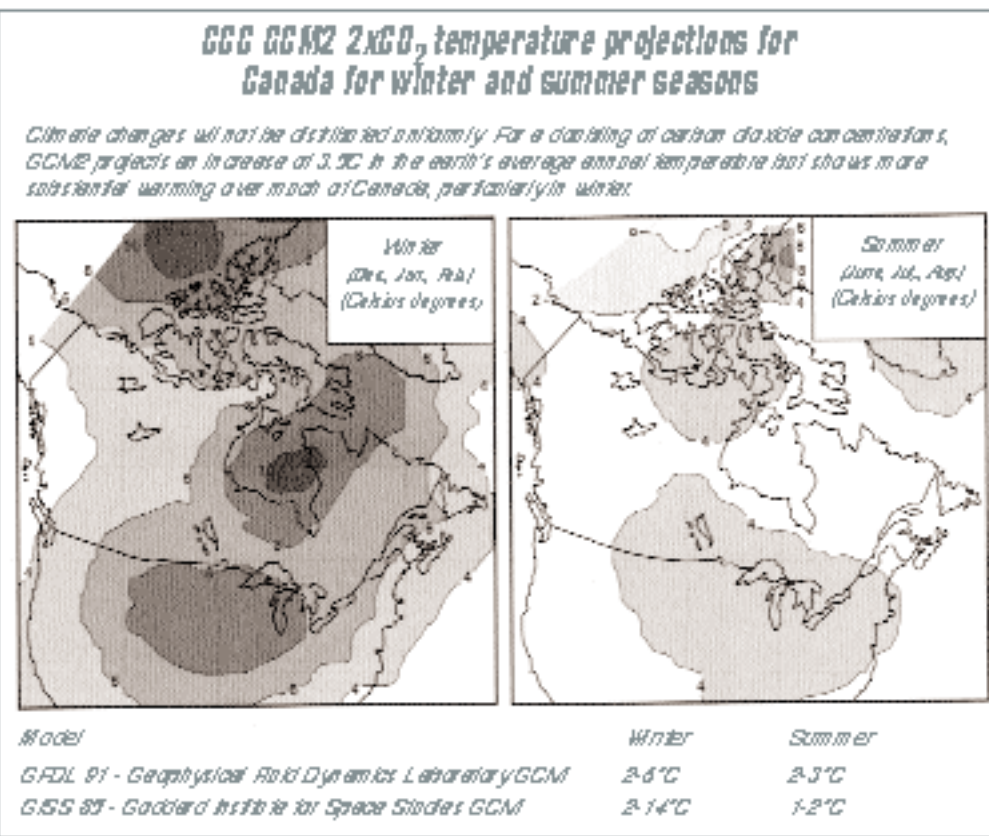 CCC GCM2 2xCO₂ temperature projections for
Canada for winter and summer seasons
Climate changes will not be distributed uniformly. For a doubling of carbon dioxide concentrations,
GCM2 projects an increase of 3.5°C in the earth's average annual temperature but shows more
substantial warming over much of Canada, particularly in winter.
Winter
(Dec, Jan, Feb)
(Celsius degrees)
Summer
(June, July, Aug)
(Celsius degrees)
Model Winter Summer
GFDL 91 - Geophysical Fluid Dynamics Laboratory GCM 2-6°C 2-3°C
GISS 85 - Goddard Institute for Space Studies GCM 2-14°C 1-2°C